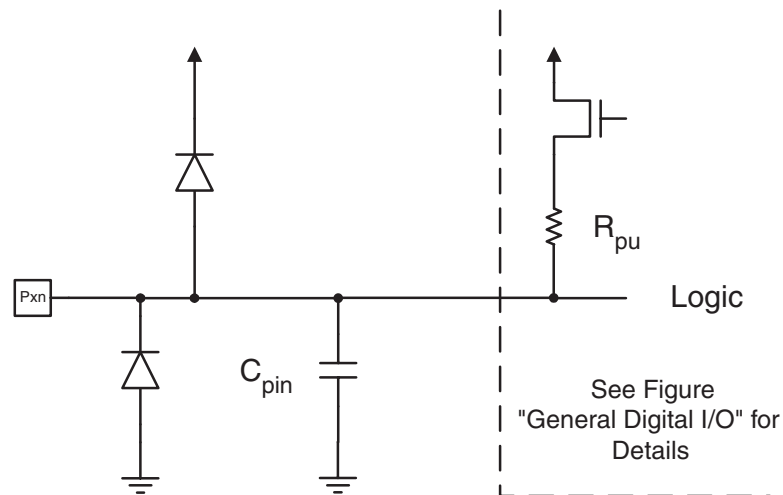 R_pu
Pxn
Logic
C_pin
See Figure
"General Digital I/O" for
Details